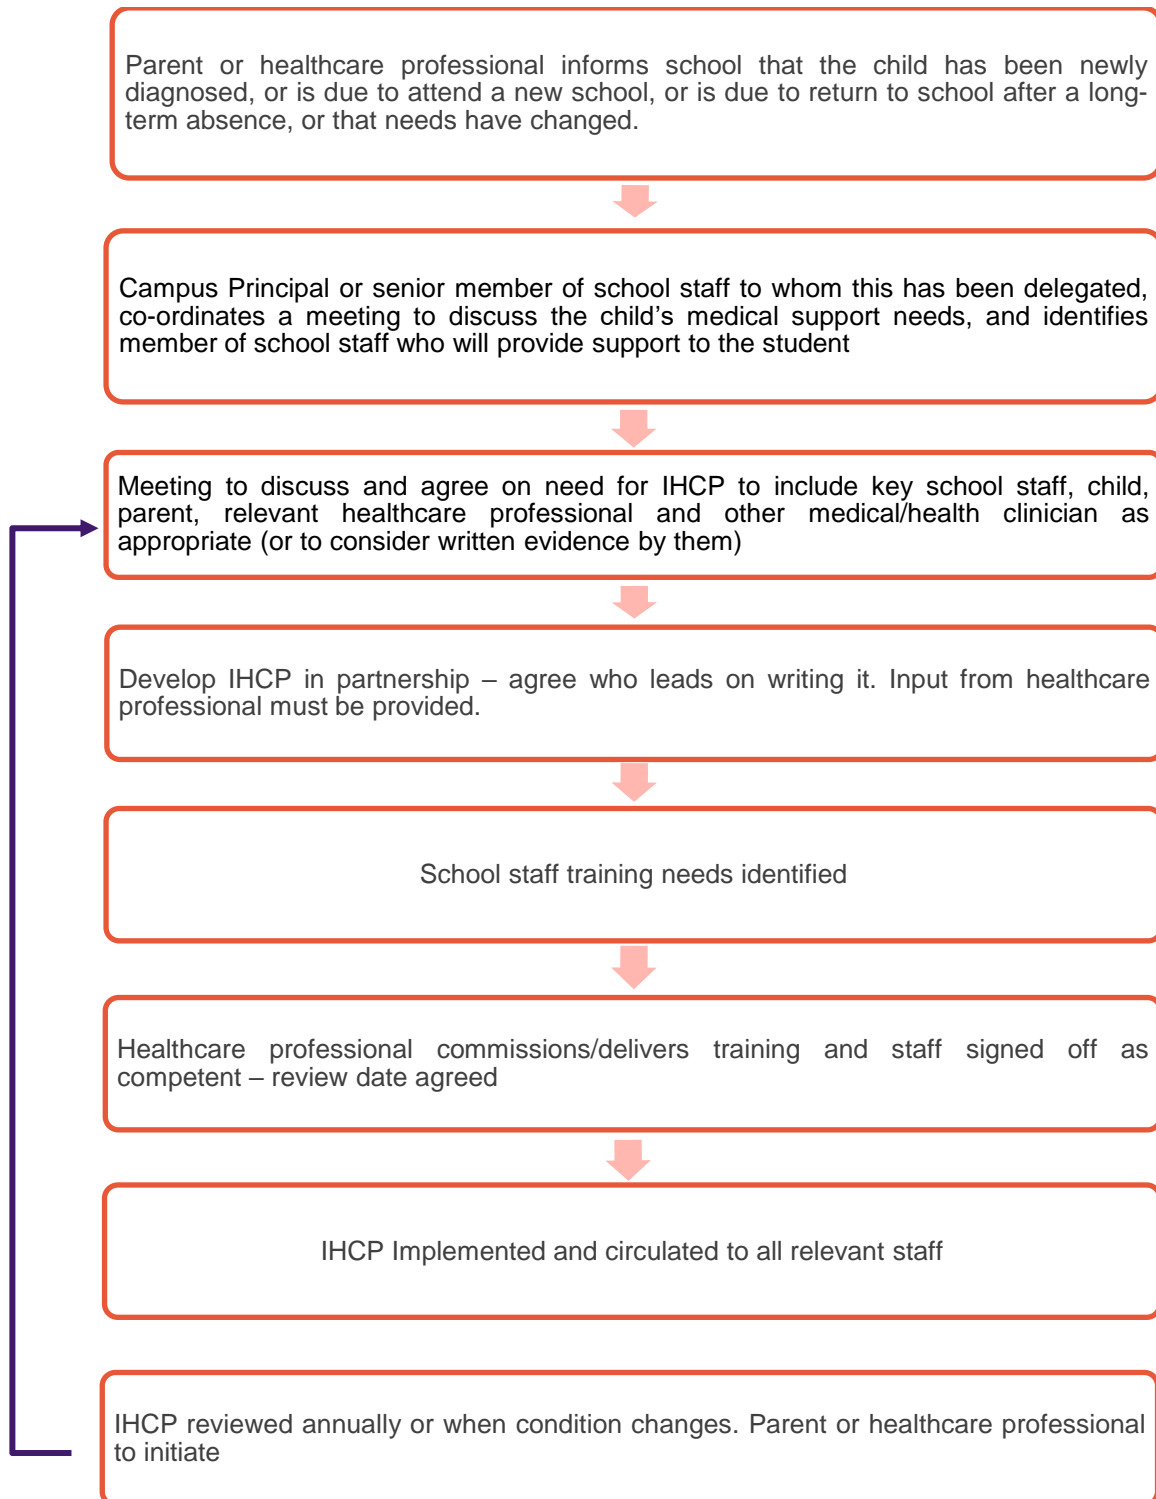 Parent or healthcare professional informs school that the child has been newly
diagnosed, or is due to attend a new school, or is due to return to school after a long-
term absence, or that needs have changed.
Campus Principal or senior member of school staff to whom this has been delegated,
co-ordinates a meeting to discuss the child's medical support needs, and identifies
member of school staff who will provide support to the student
Meeting to discuss and agree on need for IHCP to include key school staff, child,
parent, relevant healthcare professional and other medical/health clinician as
appropriate (or to consider written evidence by them)
Develop IHCP in partnership – agree who leads on writing it. Input from healthcare
professional must be provided.
School staff training needs identified
Healthcare professional commissions/delivers training and staff signed off as
competent – review date agreed
IHCP Implemented and circulated to all relevant staff
IHCP reviewed annually or when condition changes. Parent or healthcare professional
to initiate